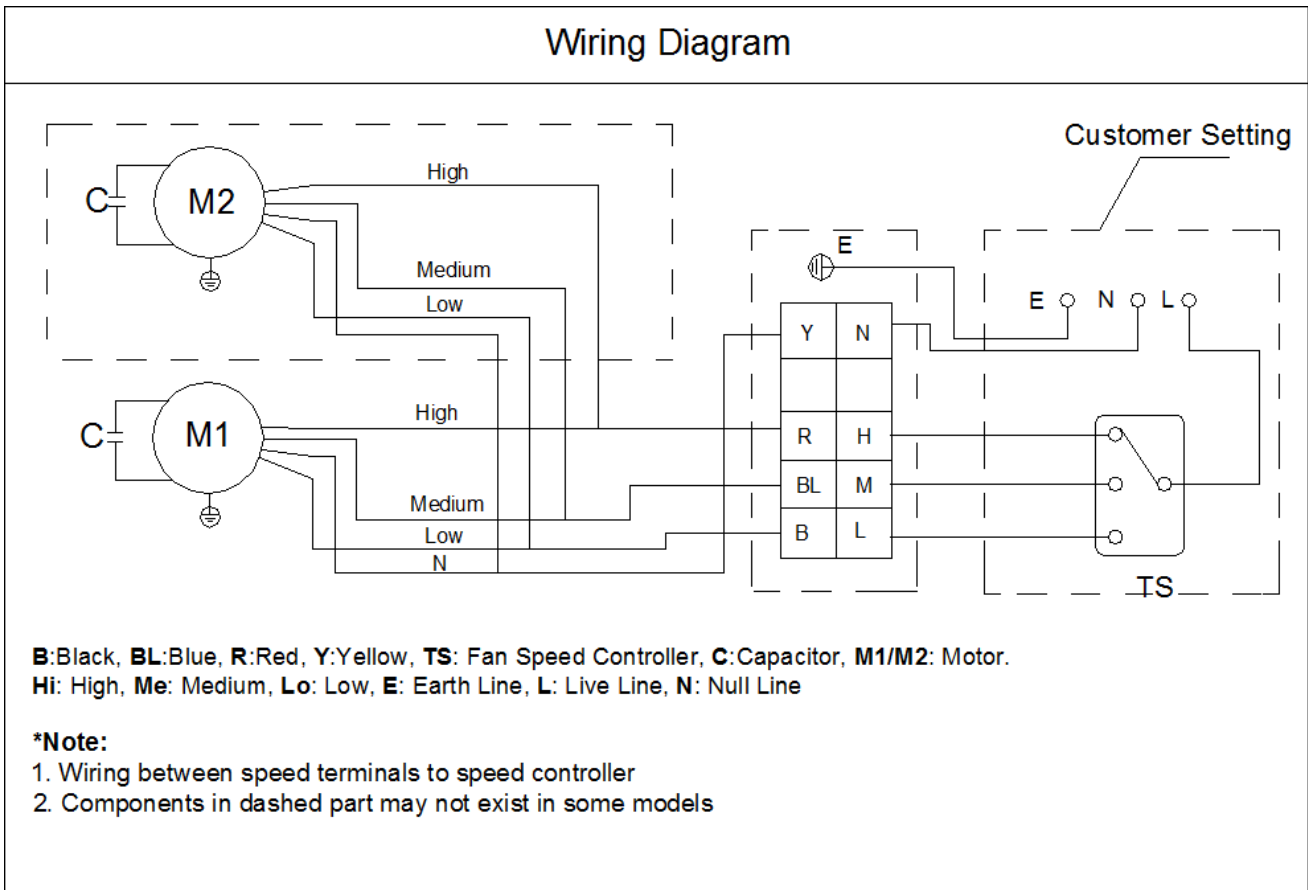 Wiring Diagram
Customer Setting
C
M2
High
Medium
Low
E
E N L
Y N
C
M1
High
R H
Medium
BL M
Low
B L
N
TS
B:Black, BL:Blue, R:Red, Y:Yellow, TS: Fan Speed Controller, C:Capacitor, M1/M2: Motor.
Hi: High, Me: Medium, Lo: Low, E: Earth Line, L: Live Line, N: Null Line
*Note:
1. Wiring between speed terminals to speed controller
2. Components in dashed part may not exist in some models